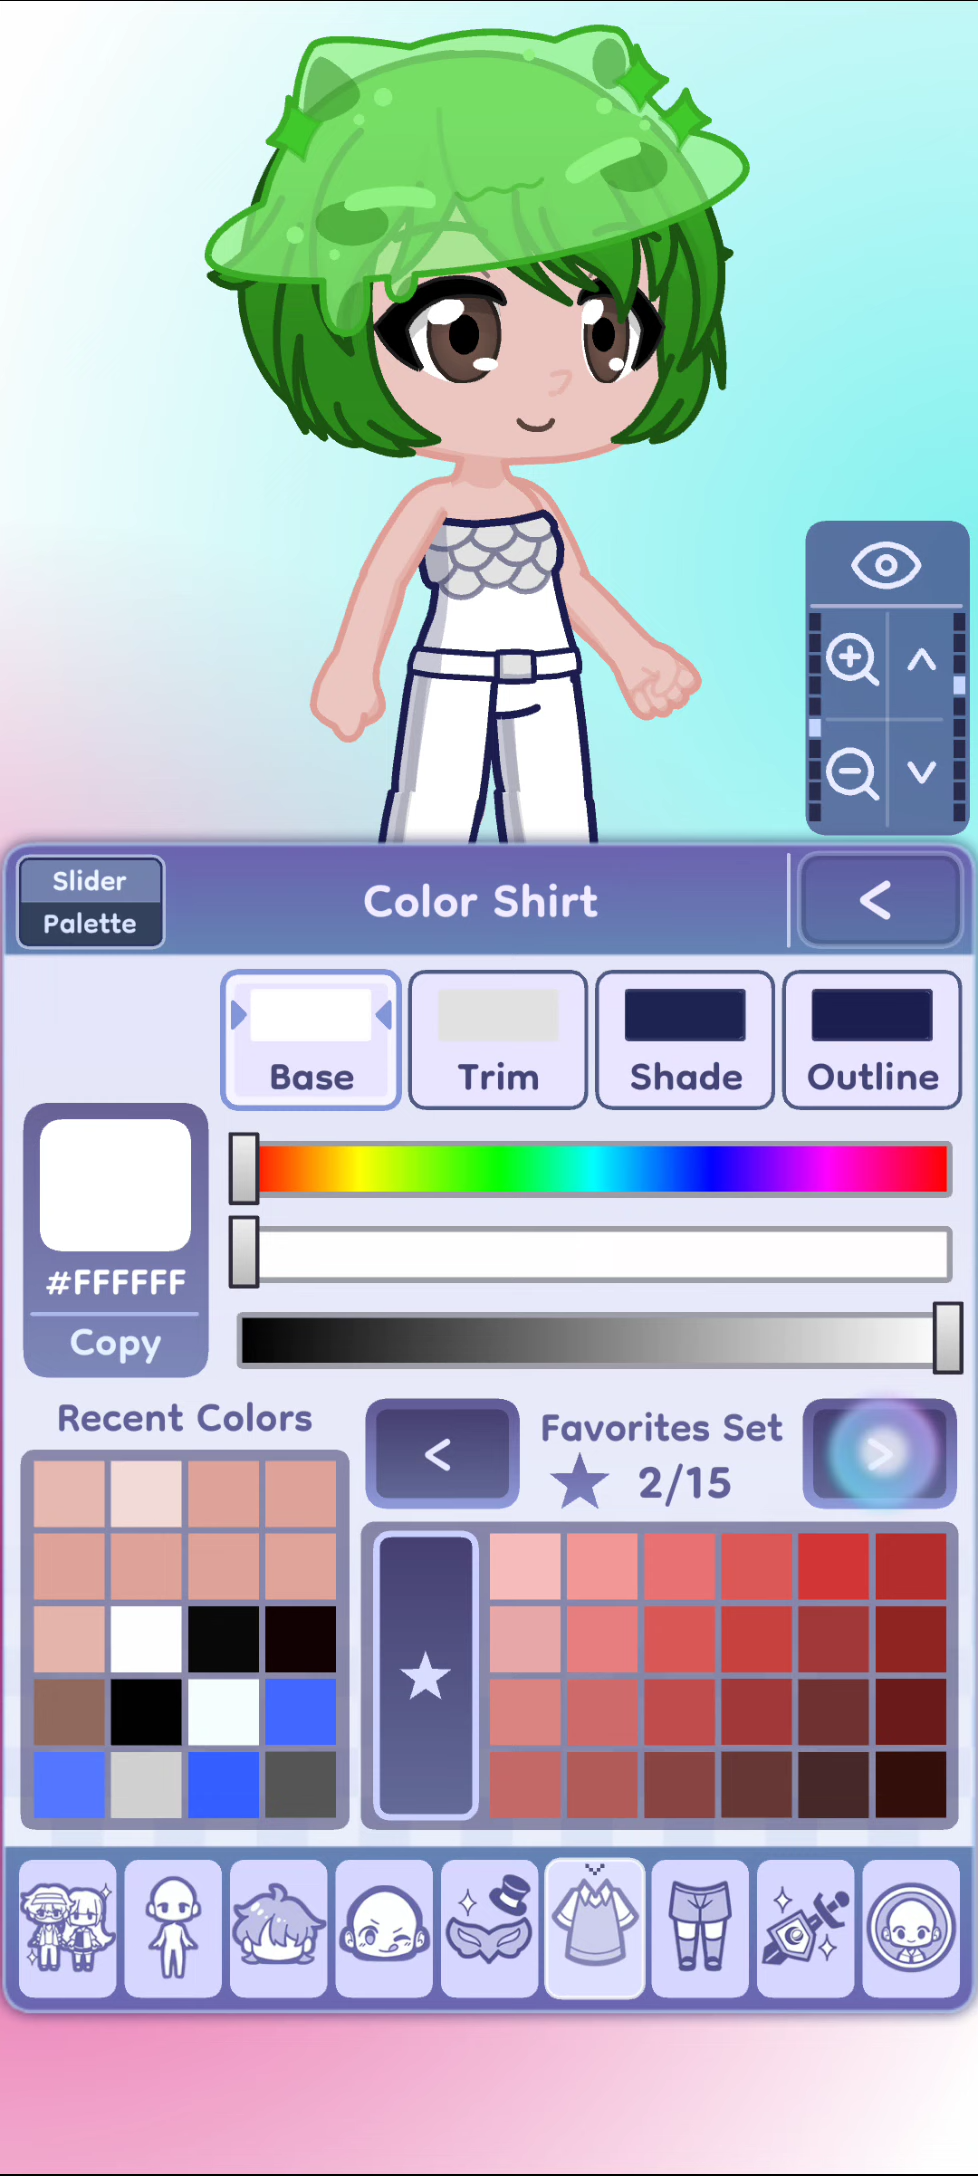 Slider
Palette
Color Shirt
<
Base
Trim
Shade
Outline
#FFFFFF
Copy
Recent Colors
<
Favorites Set
2/15
>